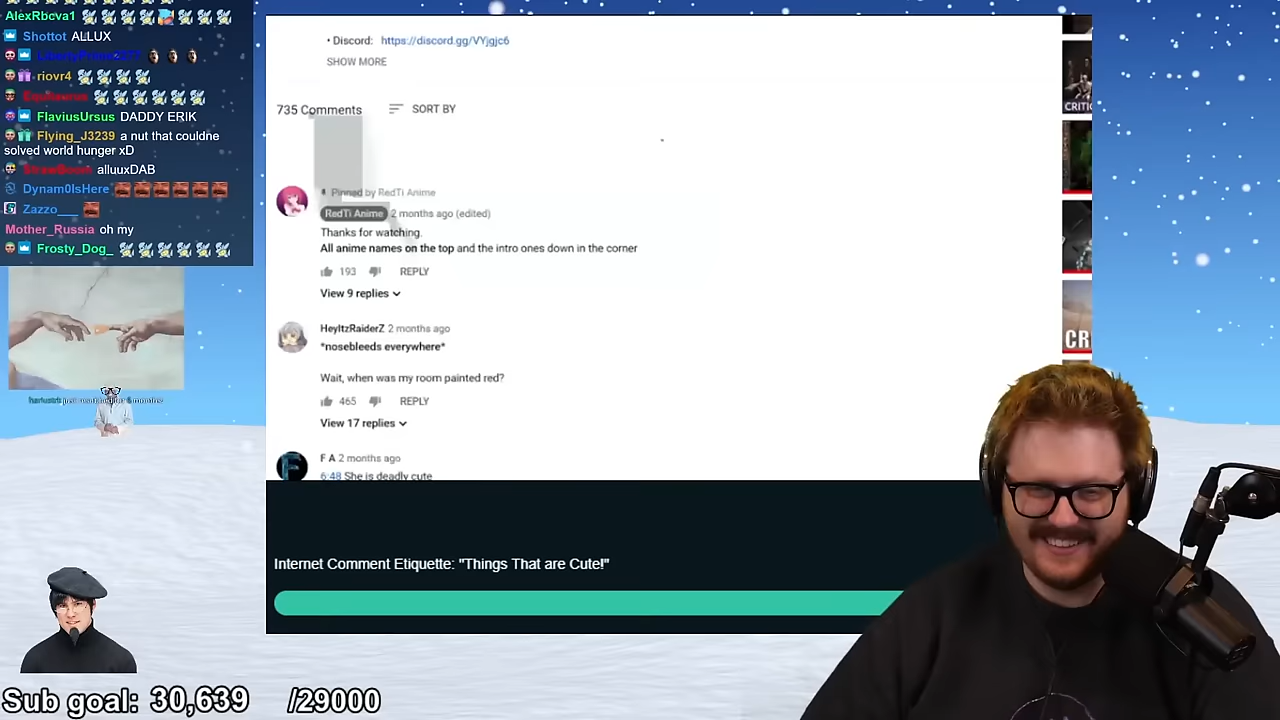 AlexRbcva1
Shottot ALLUX
LibertyPrime2277
riovr4
FlaviusUrsus DADDY ERIK
Flying_J3239 a nut that couldne
solved world hunger xD
alluuxDAB
Dynam0IsHere
Zazzo___
Mother_Russia oh my
Frosty_Dog_
• Discord: https://discord.gg/VYjgjc6
SHOW MORE
735 Comments SORT BY
Pinned by RedTi Anime
RedTi Anime 2 months ago (edited)
Thanks for watching.
All anime names on the top and the intro ones down in the corner
193 REPLY
View 9 replies
HeyItzRaiderZ 2 months ago
*nosebleeds everywhere*
Wait, when was my room painted red?
465 REPLY
View 17 replies
F A 2 months ago
6:48 She is deadly cute
F
CRITIC
CR
Internet Comment Etiquette: "Things That are Cute!"
Sub goal: 30,639 /29000